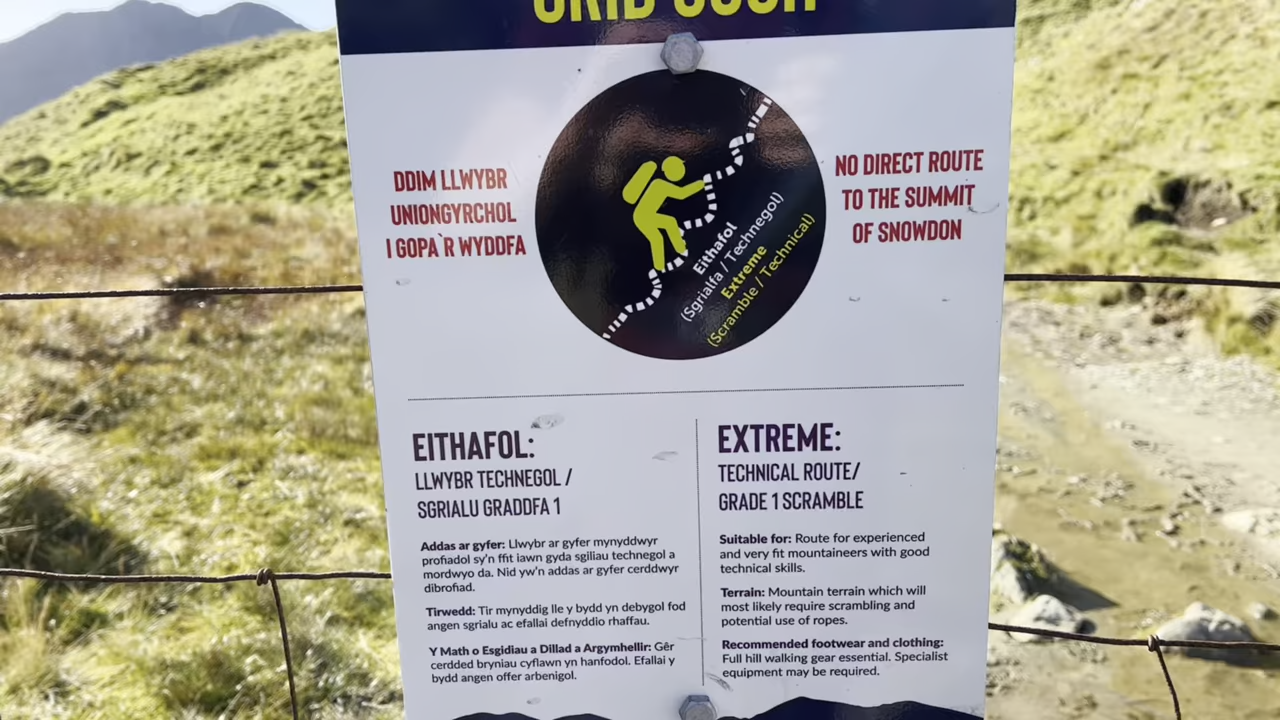 DDIM LLWYBR
UNIONGYRCHOL
I GOPA`R WYDDFA
Eithafol
(Sgrialfa / Technegol)
Extreme
(Scramble / Technical)
NO DIRECT ROUTE
TO THE SUMMIT
OF SNOWDON
EITHAFOL:
LLWYBR TECHNEGOL /
SGRIALU GRADDFA 1
Addas ar gyfer: Llwybr ar gyfer mynyddwyr
profiadol sy'n ffit iawn gyda sgiliau technegol a
mordwyo da. Nid yw'n addas ar gyfer cerddwyr
dibrofiad.
Tirwedd: Tir mynyddig lle y bydd yn debygol fod
angen sgrialu ac efallai defnyddio rhaffau.
Y Math o Esgidiau a Dillad a Argymhellir: Gêr
cerdded bryniau cyflawn yn hanfodol. Efallai y
bydd angen offer arbenigol.
EXTREME:
TECHNICAL ROUTE/
GRADE 1 SCRAMBLE
Suitable for: Route for experienced
and very fit mountaineers with good
technical skills.
Terrain: Mountain terrain which will
most likely require scrambling and
potential use of ropes.
Recommended footwear and clothing:
Full hill walking gear essential. Specialist
equipment may be required.